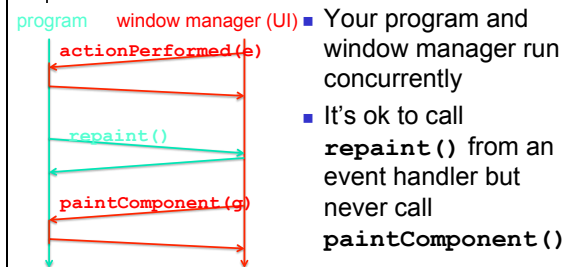 program window manager (UI)
actionPerformed(e)
repaint()
paintComponent(g)
Your program and
window manager run
concurrently
It's ok to call
repaint() from an
event handler but
never call
paintComponent()